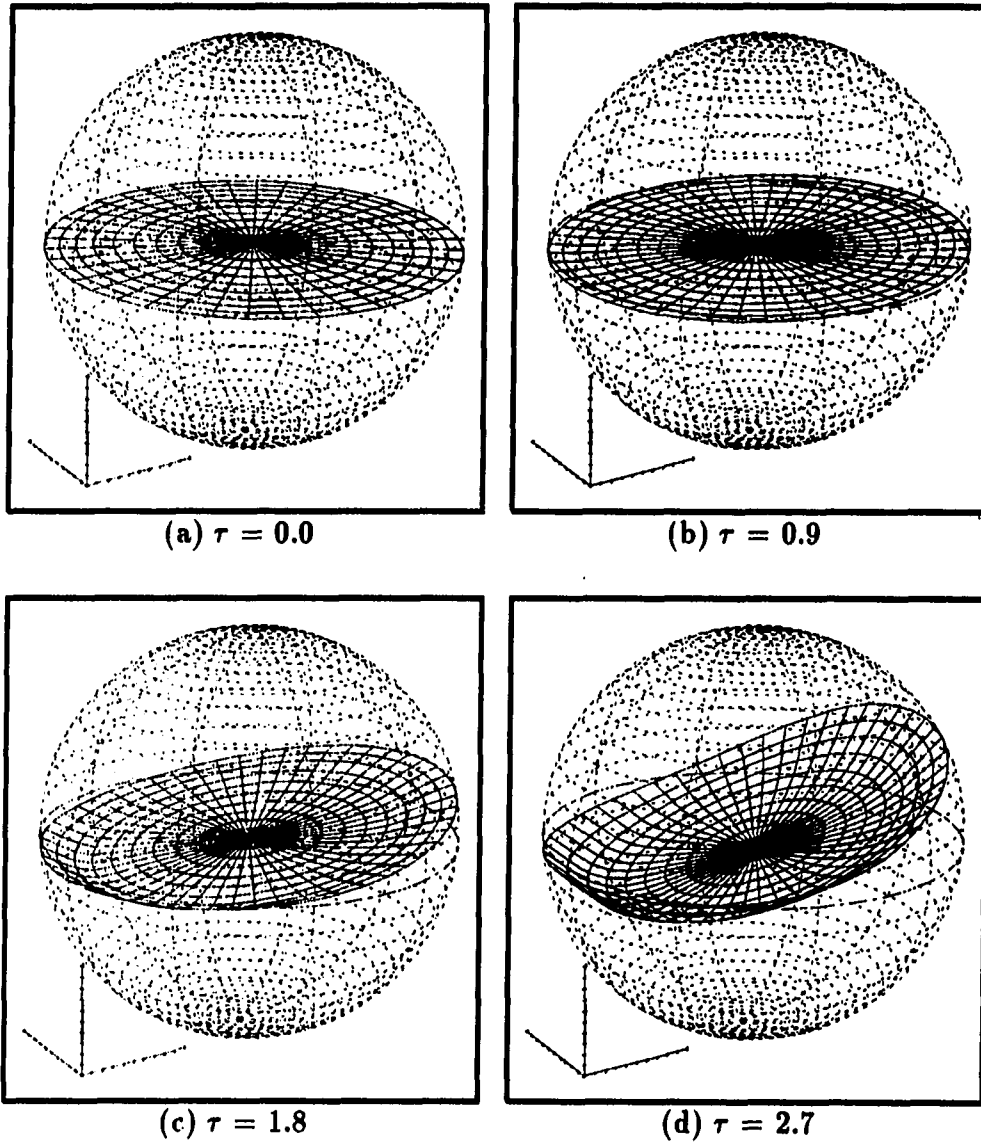 (a) τ = 0.0
(b) τ = 0.9
(c) τ = 1.8
(d) τ = 2.7